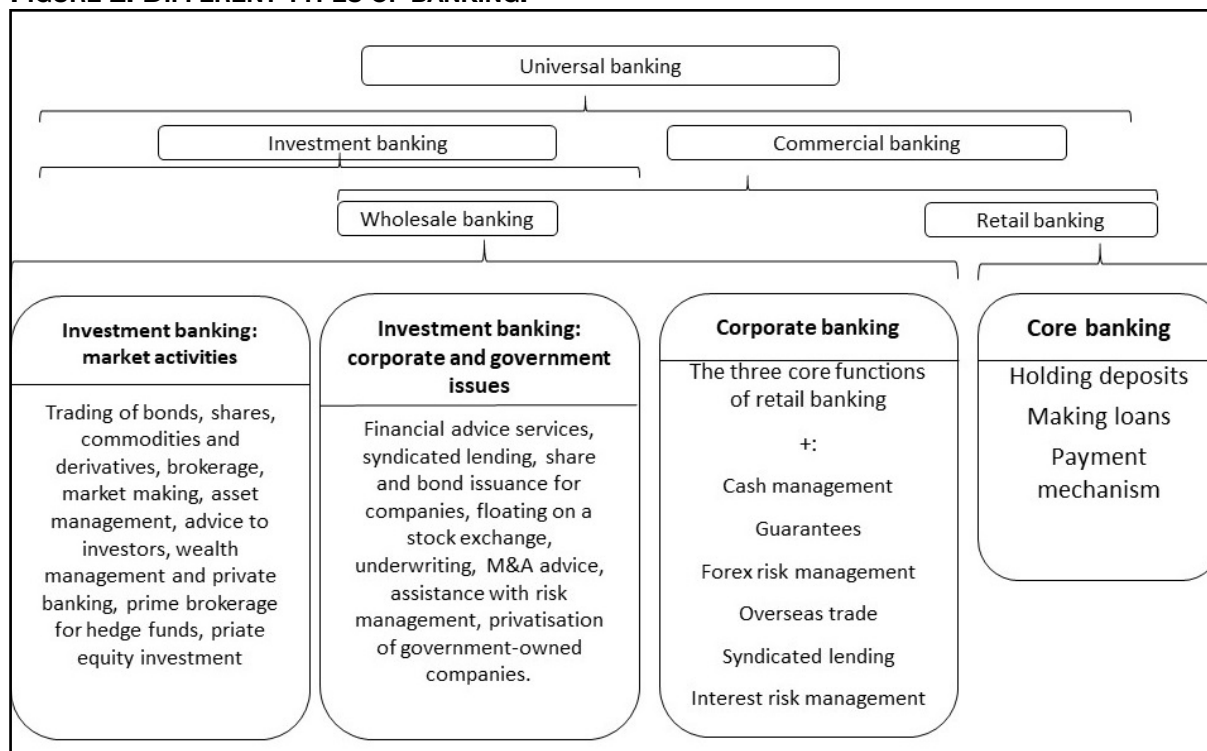 FIGURE 2: DIFFERENT TYPES OF BANKING.
Universal banking
Investment banking
Commercial banking
Wholesale banking
Retail banking
Investment banking:
market activities
Trading of bonds, shares,
commodities and
derivatives, brokerage,
market making, asset
management, advice to
investors, wealth
management and private
banking, prime brokerage
for hedge funds, priate
equity investment
Investment banking:
corporate and government
issues
Financial advice services,
syndicated lending, share
and bond issuance for
companies, floating on a
stock exchange,
underwriting, M&A advice,
assistance with risk
management, privatisation
of government-owned
companies.
Corporate banking
The three core functions
of retail banking
+:
Cash management
Guarantees
Forex risk management
Overseas trade
Syndicated lending
Interest risk management
Core banking
Holding deposits
Making loans
Payment
mechanism